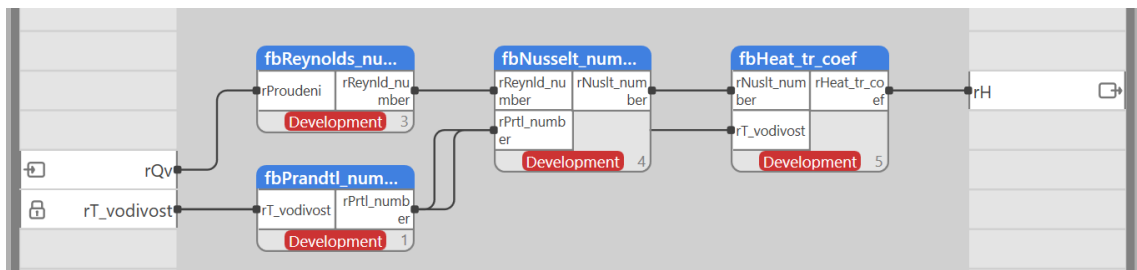 fbReynolds_nu...
rProudeni
rReynld_nu
mber
Development 3
fbNusselt_num...
rReynld_nu
mber
rNuslt_num
ber
rPrtl_numb
er
Development 4
fbHeat_tr_coef
rNuslt_num
ber
rHeat_tr_co
ef
rT_vodivost
Development 5
rH
rQv
rT_vodivost
fbPrandtl_num...
rT_vodivost
rPrtl_numb
er
Development 1